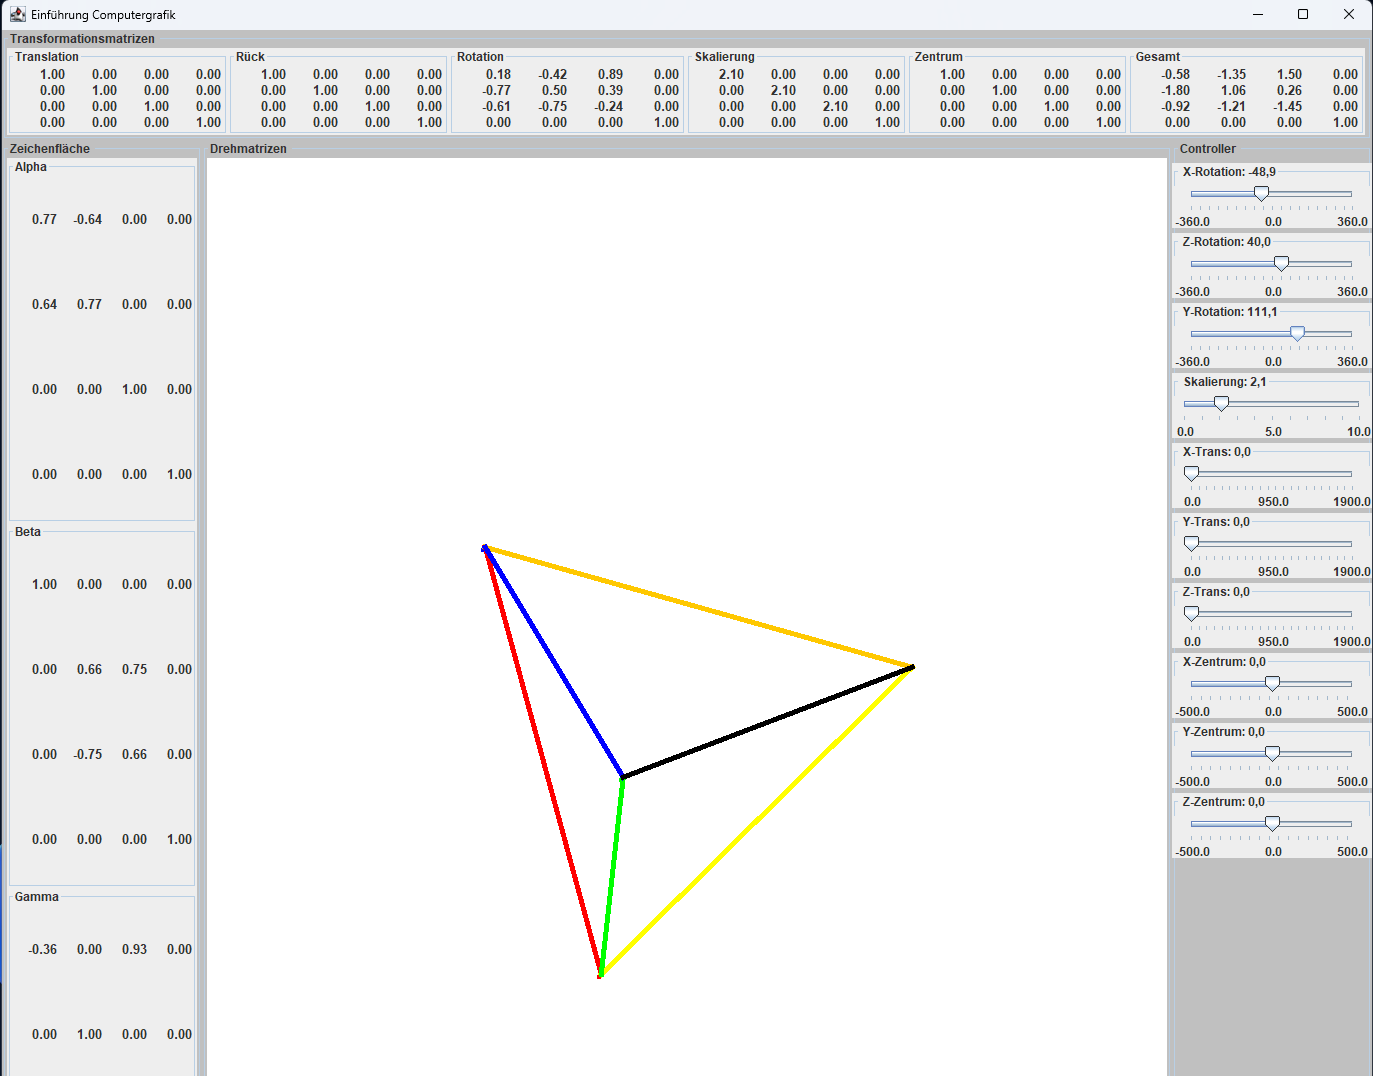 Einführung Computergrafik
Transformationsmatrizen
Translation Rück Rotation Skalierung Zentrum Gesamt
1.00 0.00 0.00 0.00 1.00 0.00 0.00 0.00 0.18 -0.42 0.89 0.00 2.10 0.00 0.00 0.00 1.00 0.00 0.00 0.00 -0.58 -1.35 1.50 0.00
0.00 1.00 0.00 0.00 0.00 1.00 0.00 0.00 -0.77 0.50 0.39 0.00 0.00 2.10 0.00 0.00 0.00 1.00 0.00 0.00 -1.80 1.06 0.26 0.00
0.00 0.00 1.00 0.00 0.00 0.00 1.00 0.00 -0.61 -0.75 -0.24 0.00 0.00 0.00 2.10 0.00 0.00 0.00 1.00 0.00 -0.92 -1.21 -1.45 0.00
0.00 0.00 0.00 1.00 0.00 0.00 0.00 1.00 0.00 0.00 0.00 1.00 0.00 0.00 0.00 1.00 0.00 0.00 0.00 1.00 0.00 0.00 0.00 1.00
Zeichenfläche
Alpha
0.77 -0.64 0.00 0.00
0.64 0.77 0.00 0.00
0.00 0.00 1.00 0.00
0.00 0.00 0.00 1.00
Beta
1.00 0.00 0.00 0.00
0.00 0.66 0.75 0.00
0.00 -0.75 0.66 0.00
0.00 0.00 0.00 1.00
Gamma
-0.36 0.00 0.93 0.00
0.00 1.00 0.00 0.00
Drehmatrizen
Controller
X-Rotation: -48,9
-360.0 0.0 360.0
Z-Rotation: 40,0
-360.0 0.0 360.0
Y-Rotation: 111,1
-360.0 0.0 360.0
Skalierung: 2,1
0.0 5.0 10.0
X-Trans: 0,0
0.0 950.0 1900.0
Y-Trans: 0,0
0.0 950.0 1900.0
Z-Trans: 0,0
0.0 950.0 1900.0
X-Zentrum: 0,0
-500.0 0.0 500.0
Y-Zentrum: 0,0
-500.0 0.0 500.0
Z-Zentrum: 0,0
-500.0 0.0 500.0